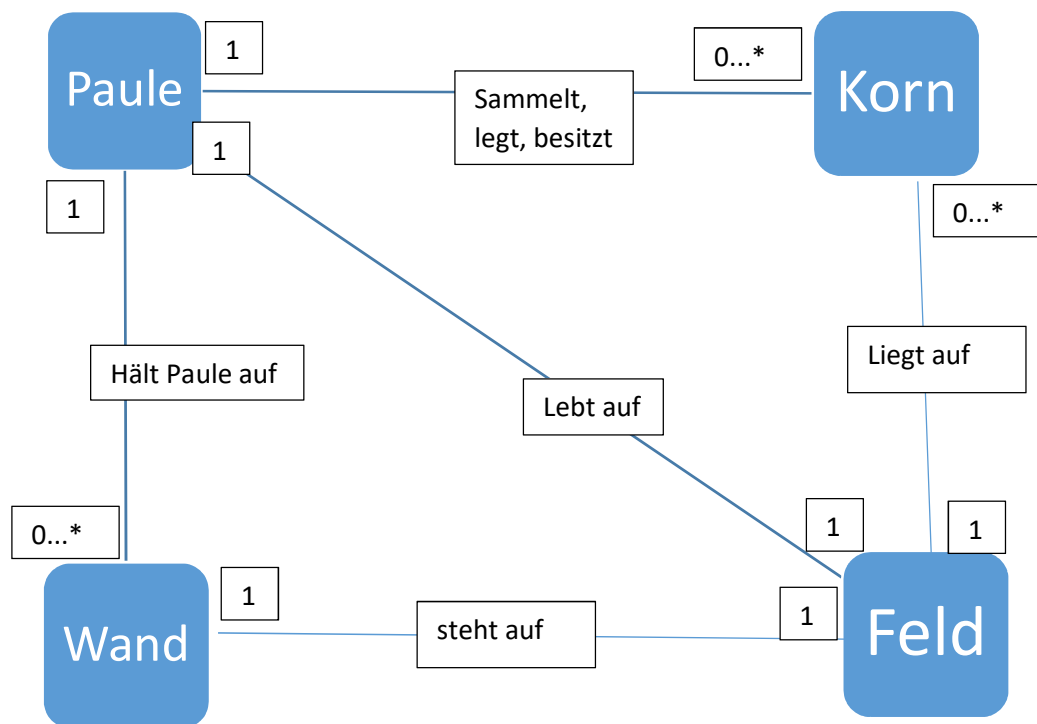 1
0...*
Paule
Sammelt,
legt, besitzt
Korn
1
1
0...*
Hält Paule auf
Lebt auf
Liegt auf
0...*
1
1
1
steht auf
1
Wand
Feld